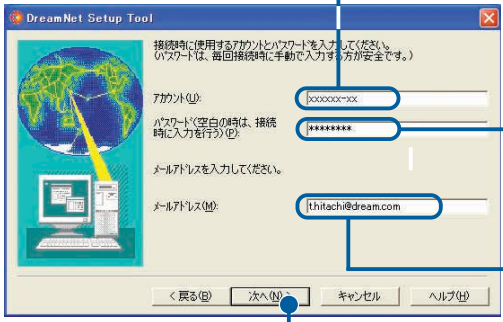 DreamNet Setup Tool
接続時に使用するアカウントとパスワードを入力してください。
(パスワードは、毎回接続時に手動で入力する方が安全です。)
アカウント(U):
xxxxxx-xx
パスワード(空白の時は、接続
時に入力を行う)(P):
********
メールアドレスを入力してください。
メールアドレス(M):
t.hitachi@dream.com
< 戻る(B)
次へ(N) >
キャンセル
ヘルプ(H)